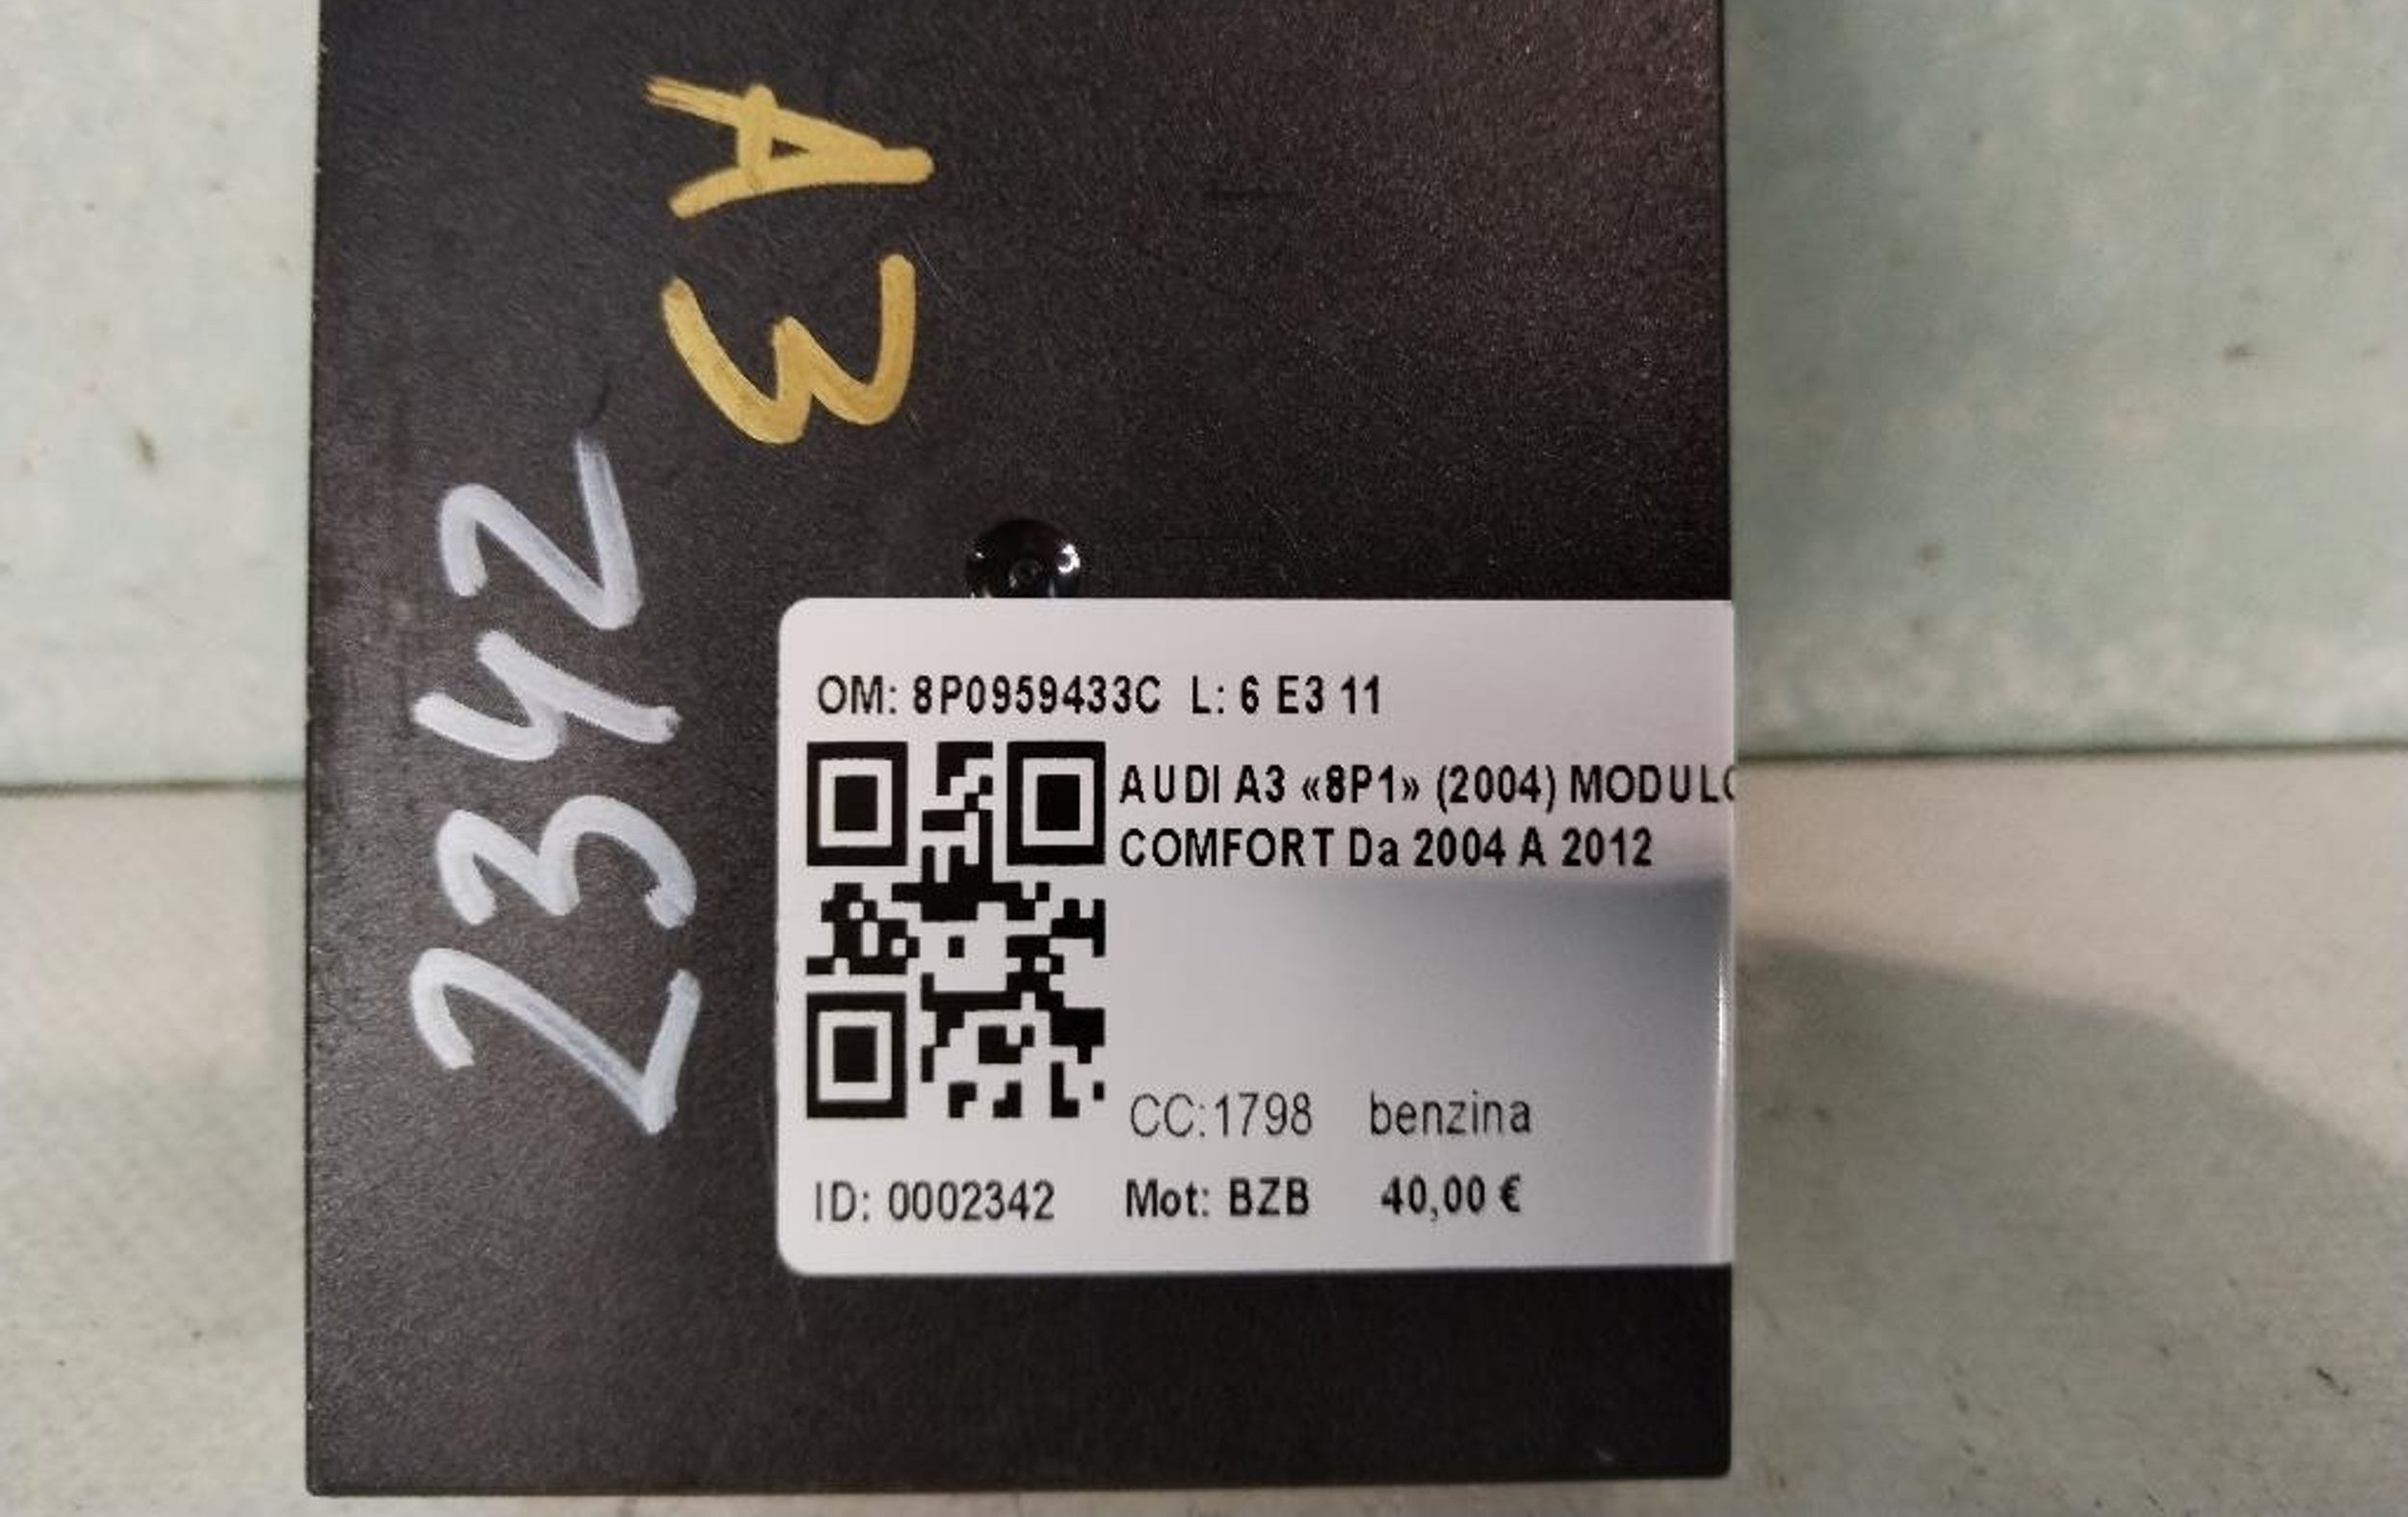 A3
2342
OM: 8P0959433C L: 6 E3 11
AUDI A3 «8P1» (2004) MODULO
COMFORT Da 2004 A 2012
CC:1798 benzina
ID: 0002342 Mot: BZB 40,00 €